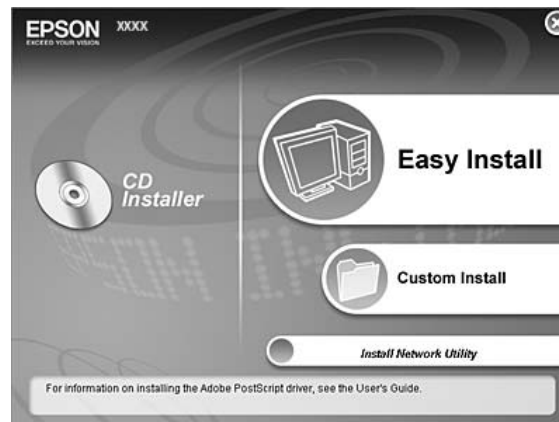 EPSON
EXCEED YOUR VISION
XXXX
CD
Installer
Easy Install
Custom Install
Install Network Utility
For information on installing the Adobe PostScript driver, see the User's Guide.